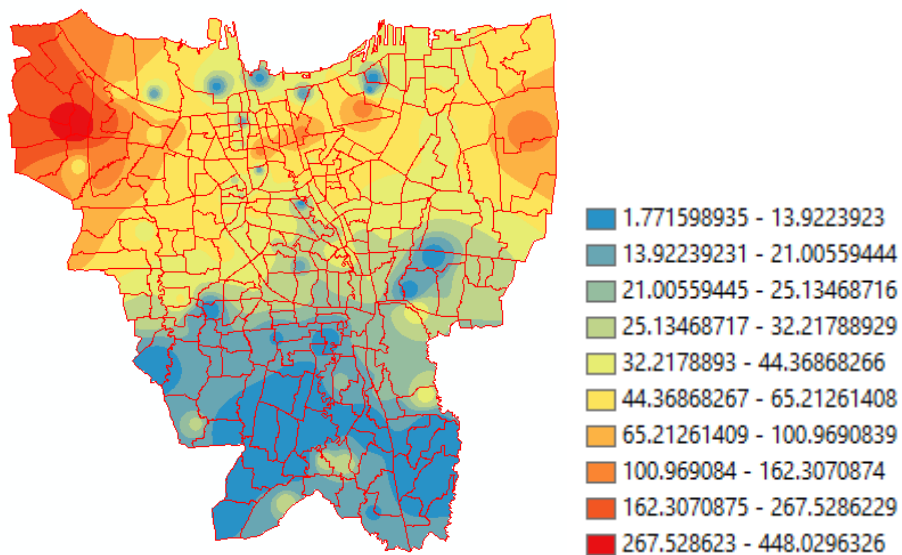 1.771598935 - 13.9223923
13.92239231 - 21.00559444
21.00559445 - 25.13468716
25.13468717 - 32.21788929
32.2178893 - 44.36868266
44.36868267 - 65.21261408
65.21261409 - 100.9690839
100.969084 - 162.3070874
162.3070875 - 267.5286229
267.528623 - 448.0296326